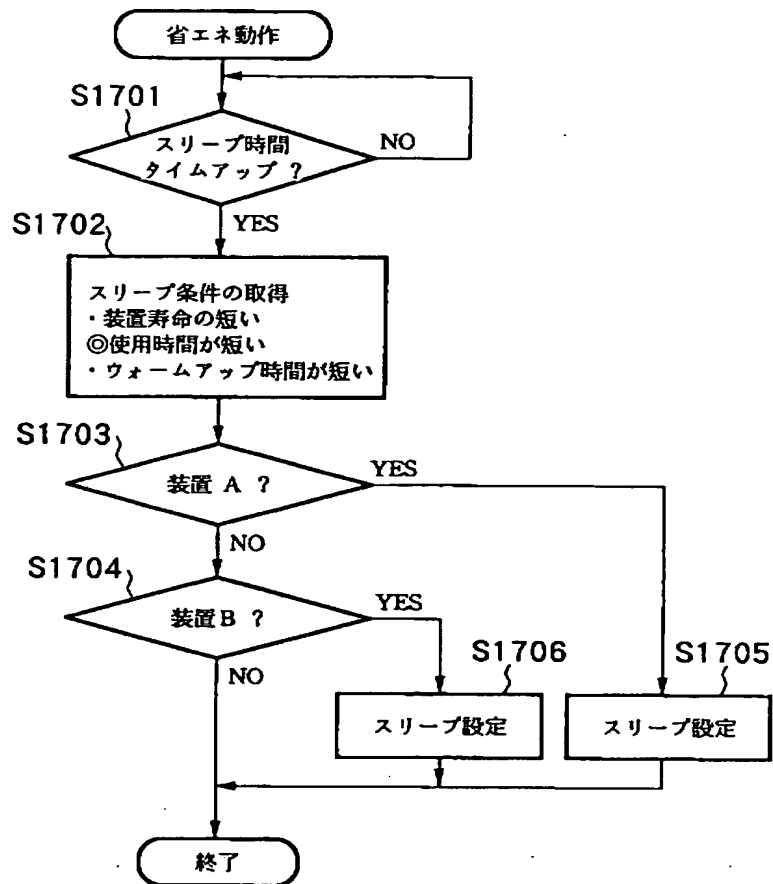 省エネ動作
S1701
スリープ時間
タイムアップ ?
NO
YES
S1702
スリープ条件の取得
・装置寿命の短い
◎使用時間が短い
・ウォームアップ時間が短い
S1703
装置 A ?
YES
NO
S1704
装置B ?
YES
NO
S1706
スリープ設定
S1705
スリープ設定
終了